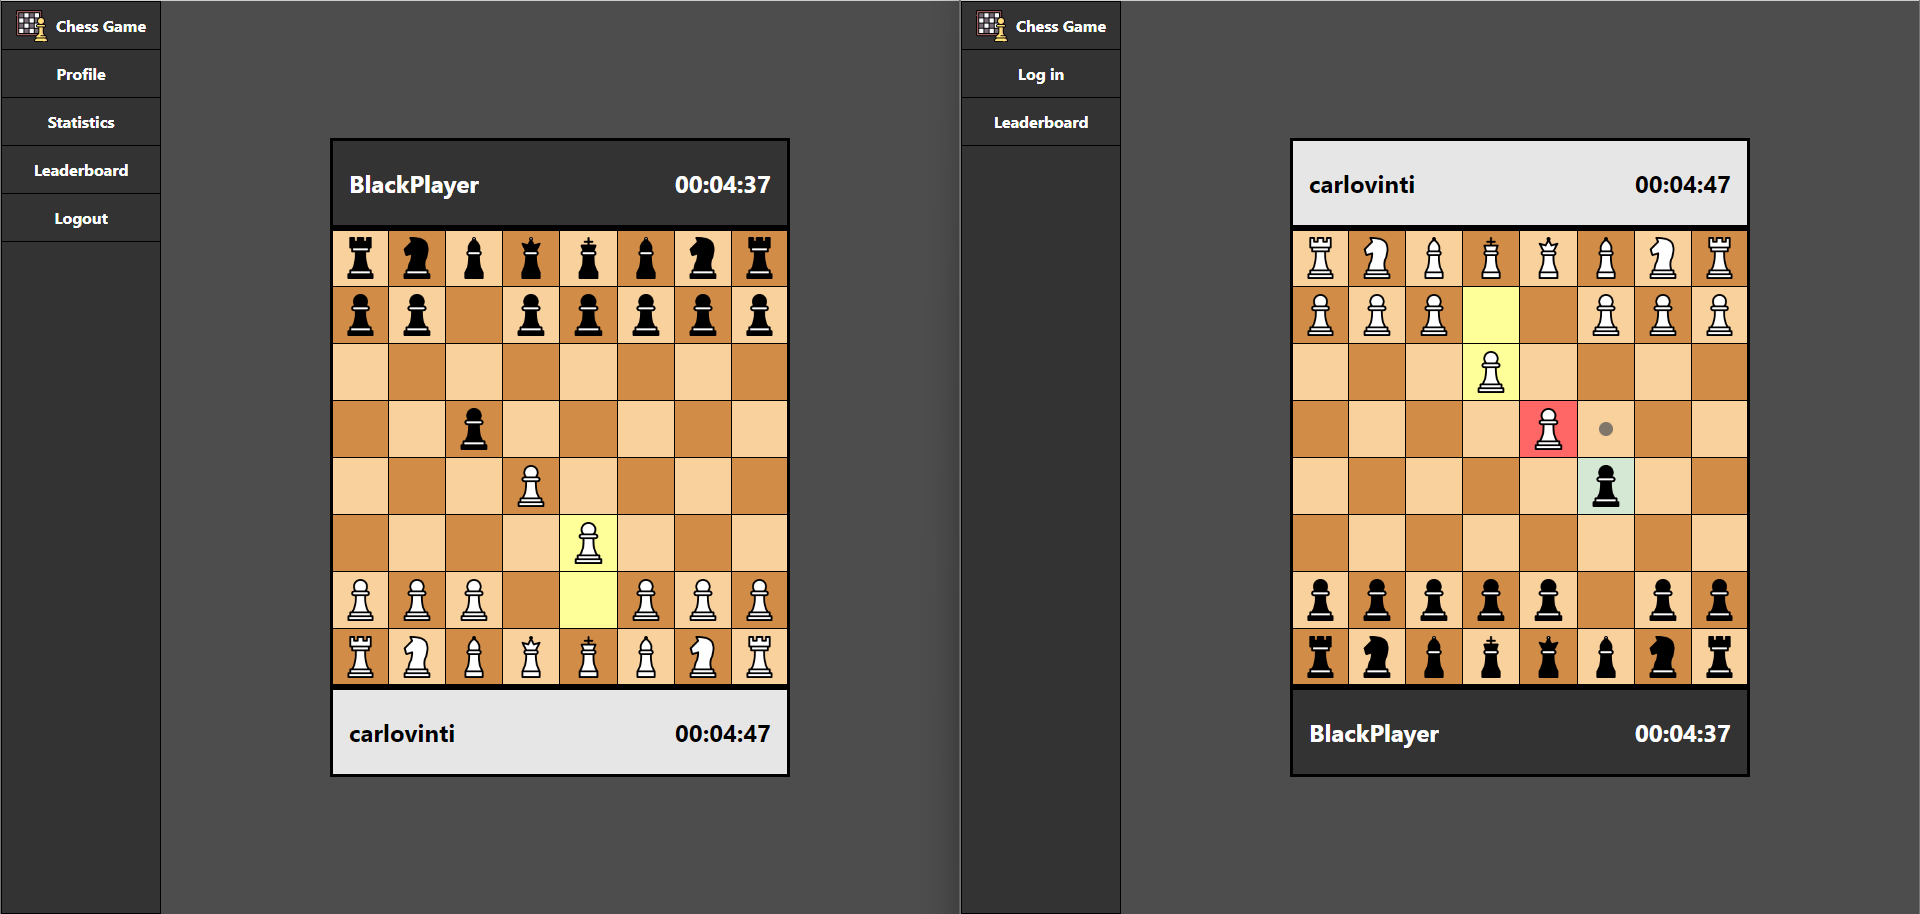 Chess Game
Profile
Statistics
Leaderboard
Logout
BlackPlayer 00:04:37
carlovinti 00:04:47
Chess Game
Log in
Leaderboard
carlovinti 00:04:47
BlackPlayer 00:04:37